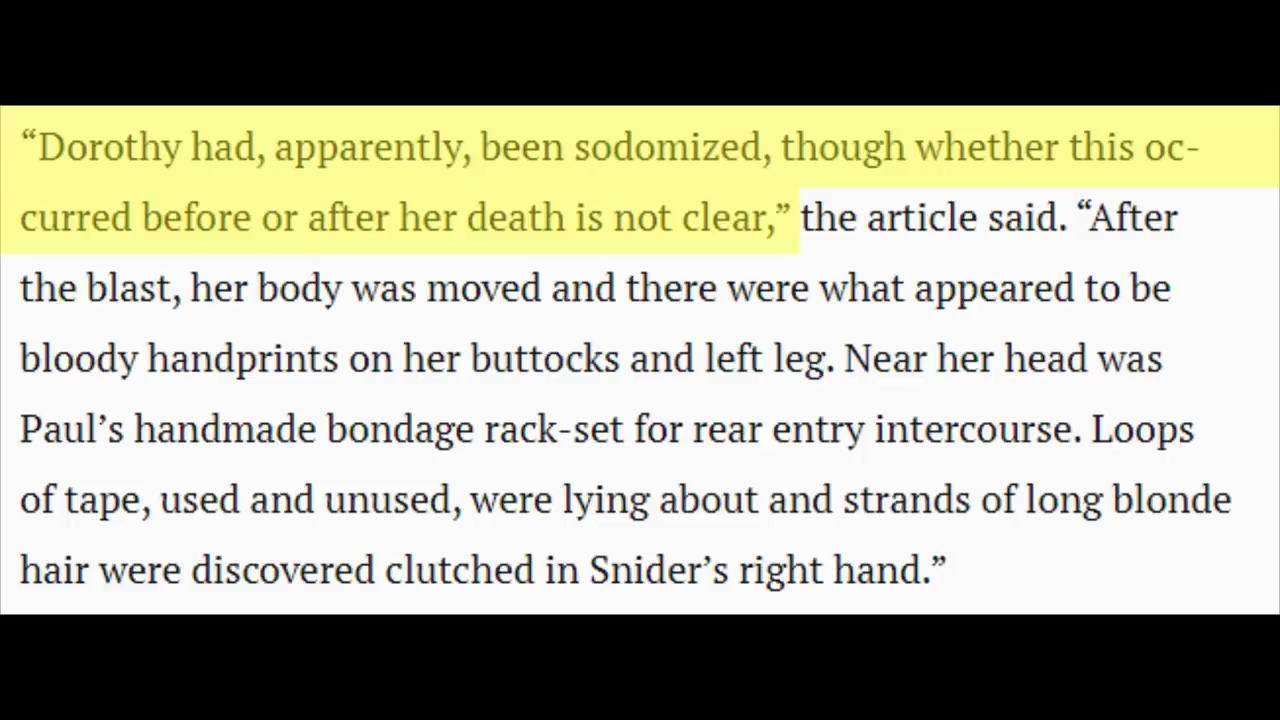 “Dorothy had, apparently, been sodomized, though whether this oc-
curred before or after her death is not clear,” the article said. “After
the blast, her body was moved and there were what appeared to be
bloody handprints on her buttocks and left leg. Near her head was
Paul’s handmade bondage rack-set for rear entry intercourse. Loops
of tape, used and unused, were lying about and strands of long blonde
hair were discovered clutched in Snider’s right hand.”